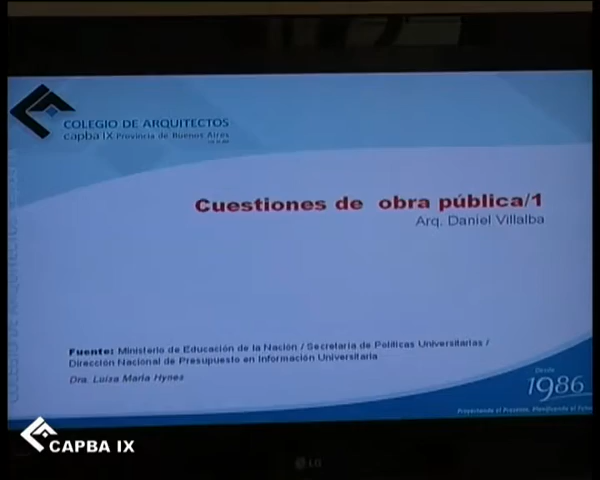 COLEGIO DE ARQUITECTOS
capba IX Provincia de Buenos Aires
Cuestiones de obra pública/1
Arq. Daniel Villalba
Fuente: Ministerio de Educación de la Nación / Secretaría de Políticas Universitarias /
Dirección Nacional de Presupuesto en Información Universitaria
Dra. Luiza María Hynes
Desde
1986
CAPBA IX
LG